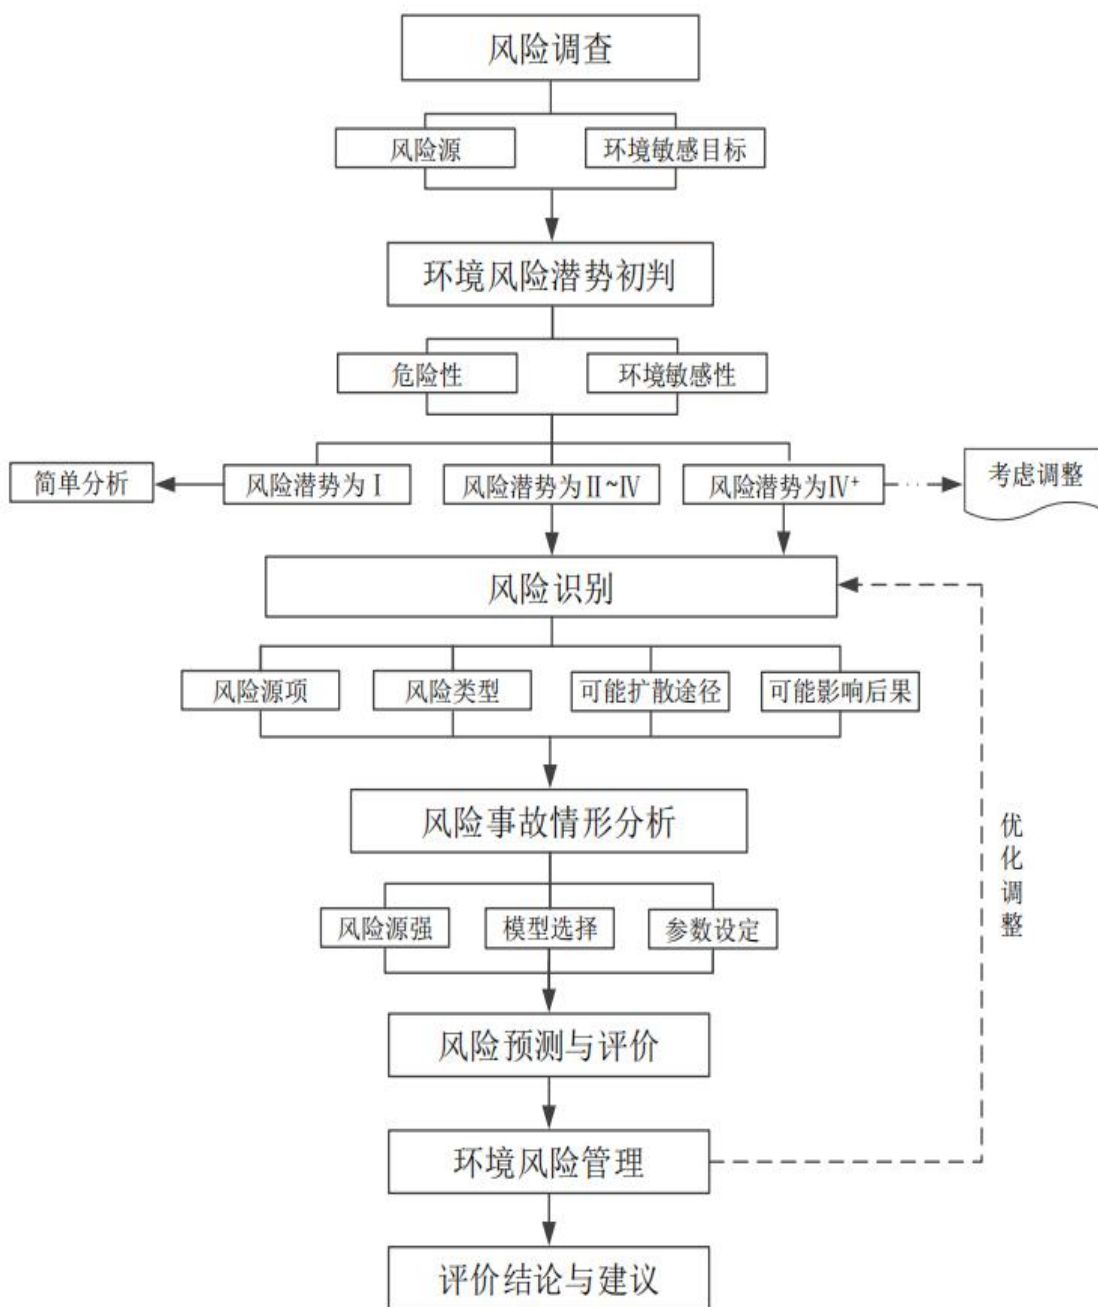 风险调查
风险源
环境敏感目标
环境风险潜势初判
危险性
环境敏感性
简单分析
风险潜势为Ⅰ
风险潜势为Ⅱ~Ⅳ
风险潜势为Ⅳ⁺
考虑调整
风险识别
风险源项
风险类型
可能扩散途径
可能影响后果
风险事故情形分析
优化调整
风险源强
模型选择
参数设定
风险预测与评价
环境风险管理
评价结论与建议